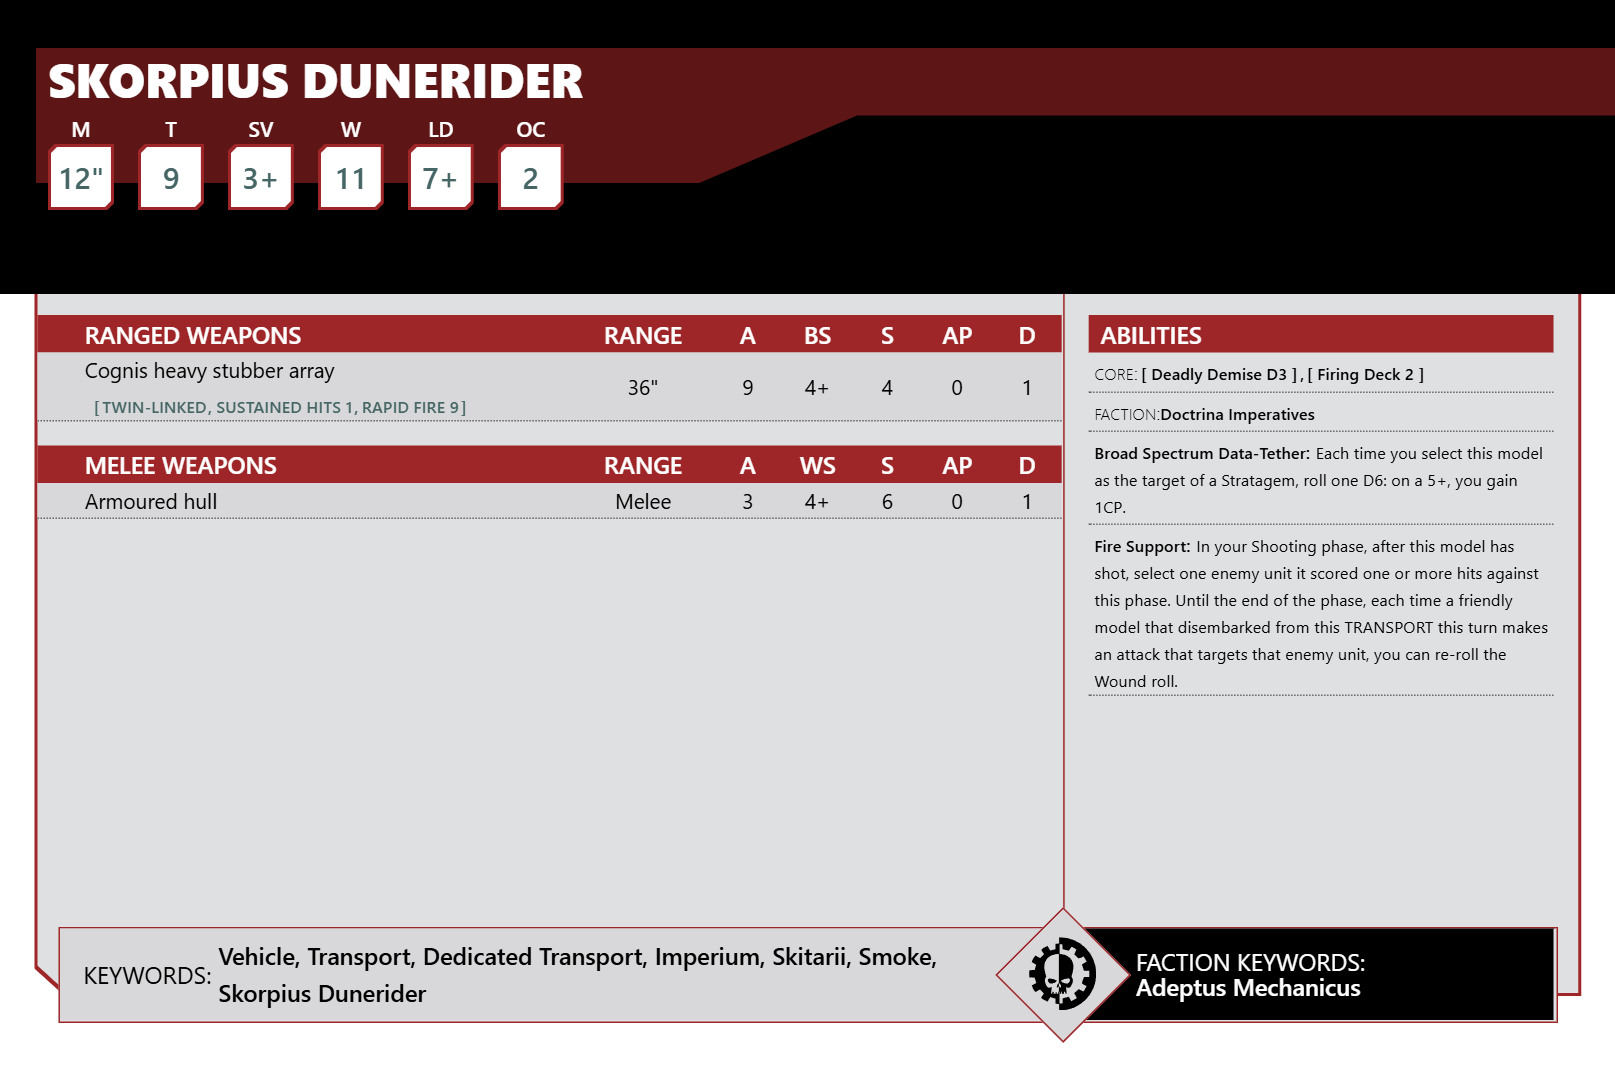 SKORPIUS DUNERIDER
M T SV W LD OC
12" 9 3+ 11 7+ 2
RANGED WEAPONS RANGE A BS S AP D
Cognis heavy stubber array 36" 9 4+ 4 0 1
[ TWIN-LINKED, SUSTAINED HITS 1, RAPID FIRE 9 ]
MELEE WEAPONS RANGE A WS S AP D
Armoured hull Melee 3 4+ 6 0 1
ABILITIES
CORE: [ Deadly Demise D3 ] , [ Firing Deck 2 ]
FACTION:Doctrina Imperatives
Broad Spectrum Data-Tether: Each time you select this model
as the target of a Stratagem, roll one D6: on a 5+, you gain
1CP.
Fire Support: In your Shooting phase, after this model has
shot, select one enemy unit it scored one or more hits against
this phase. Until the end of the phase, each time a friendly
model that disembarked from this TRANSPORT this turn makes
an attack that targets that enemy unit, you can re-roll the
Wound roll.
KEYWORDS: Vehicle, Transport, Dedicated Transport, Imperium, Skitarii, Smoke,
Skorpius Dunerider
FACTION KEYWORDS:
Adeptus Mechanicus